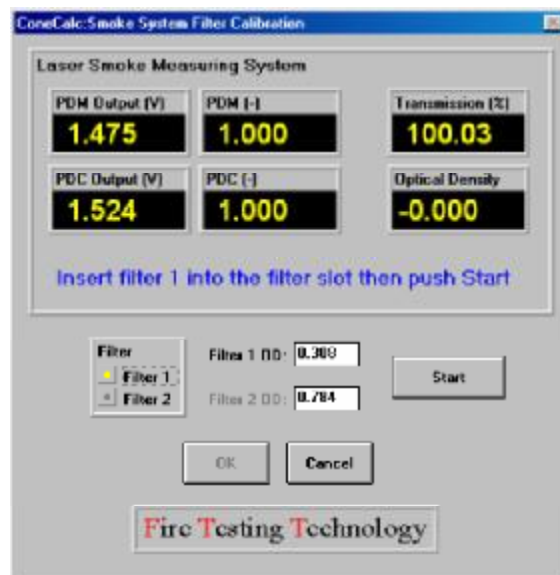 ConeCalc:Smoke System Filter Calibration
Laser Smoke Measuring System
PDM Output (V) PDM (-) Transmission (%)
1.475 1.000 100.03
PDC Output (V) PDC (-) Optical Density
1.524 1.000 -0.000
Insert filter 1 into the filter slot then push Start
Filter Filter 1 OD: 0.308
Filter 1 Start
Filter 2 Filter 2 OD: 0.784
OK Cancel
Fire Testing Technology